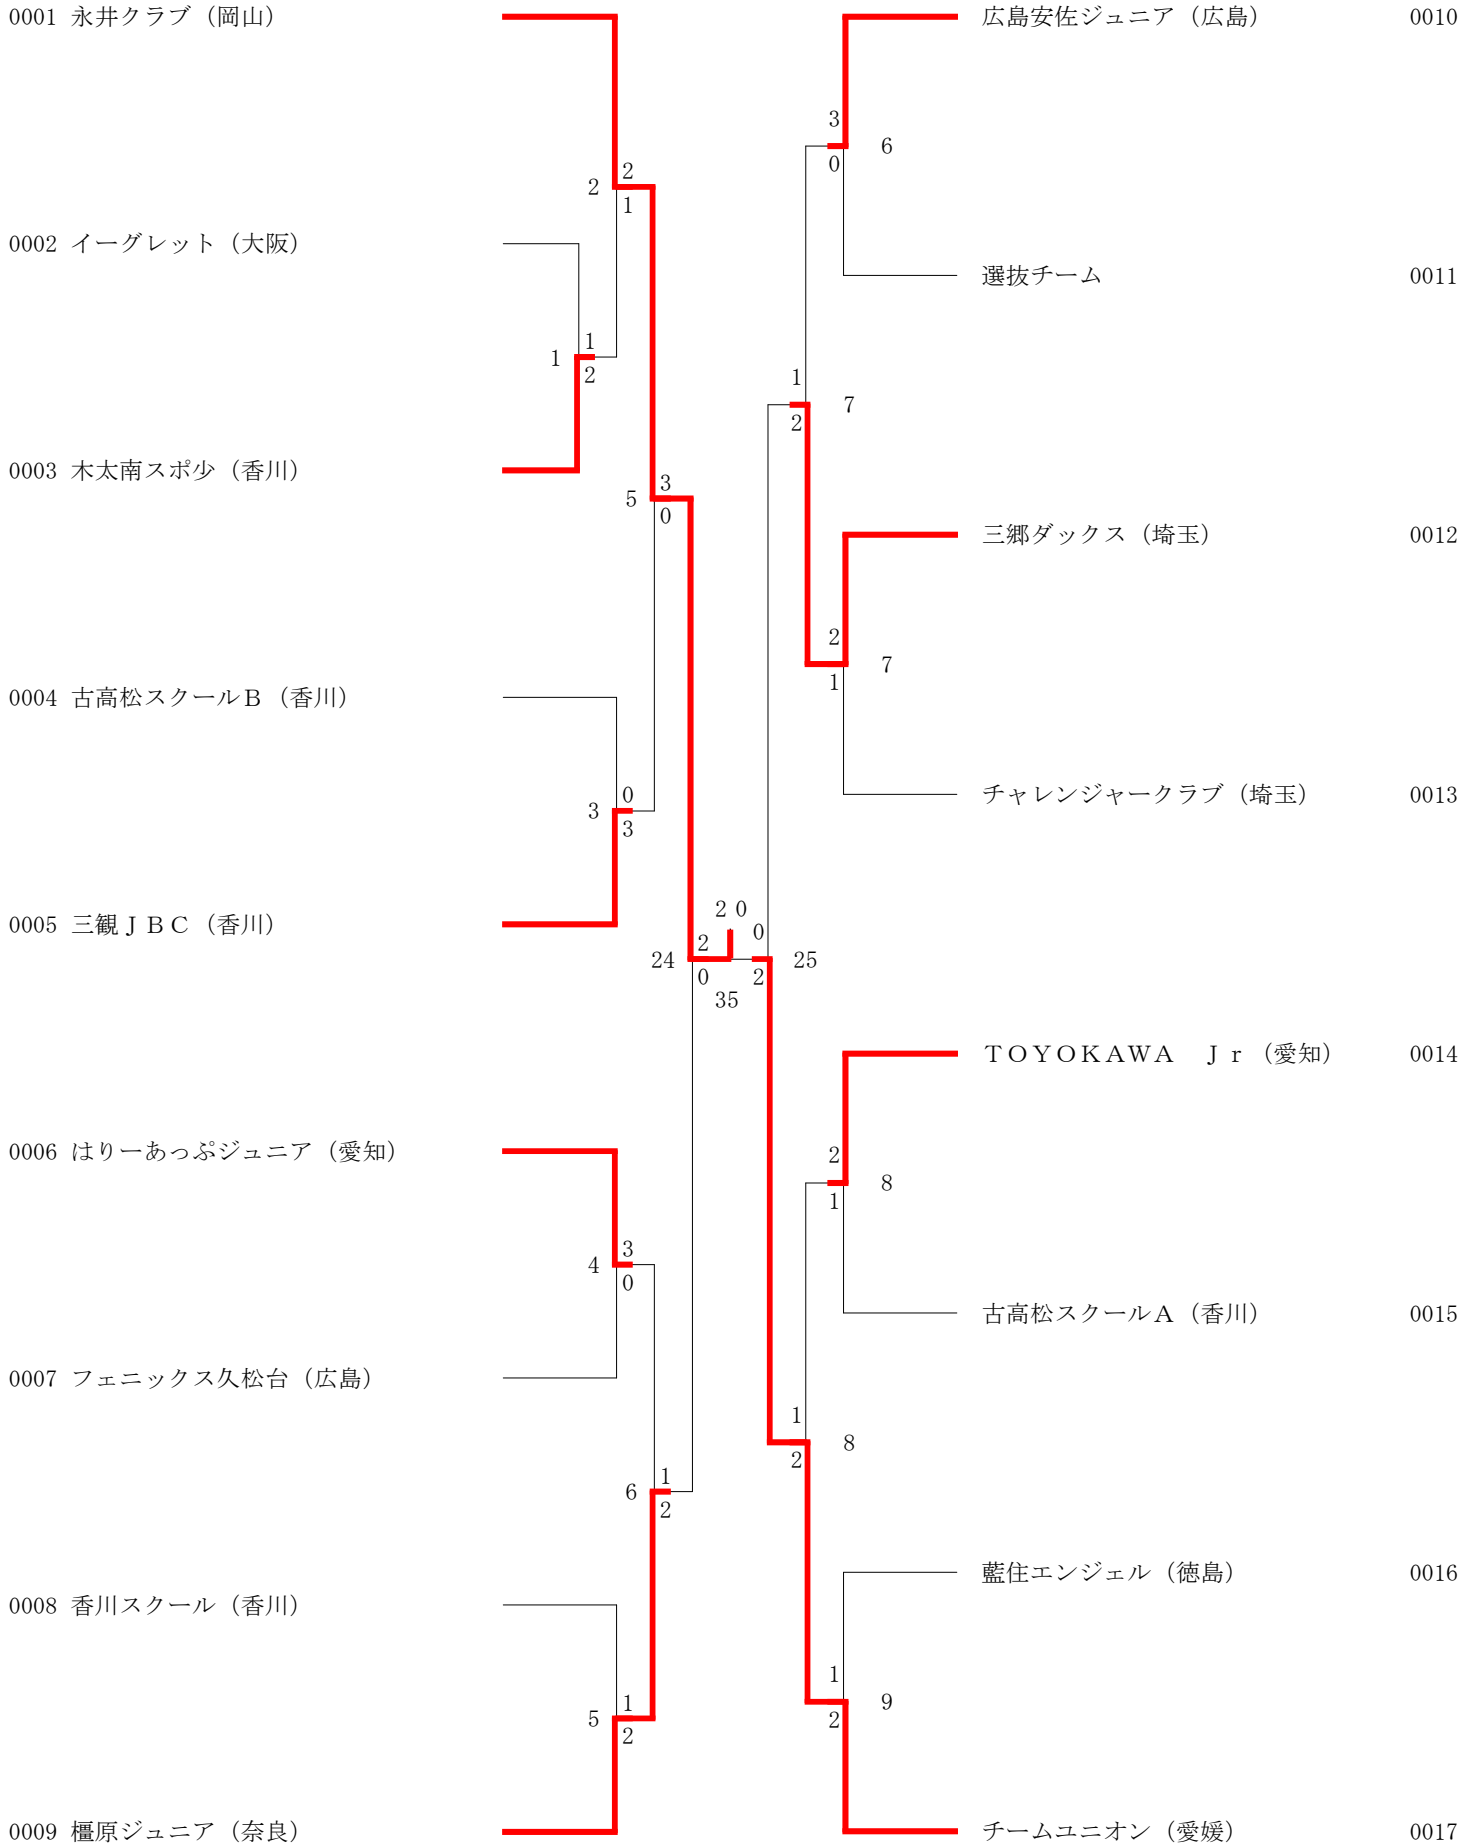 0001 永井クラブ（岡山）
2
2
1
0002 イーグレット（大阪）
1
1
2
0003 木太南スポ少（香川）
5
3
0
0004 古高松スクールＢ（香川）
3
0
3
0005 三観ＪＢＣ（香川）
24
2
0
2 0
35
0006 はりーあっぷジュニア（愛知）
4
3
0
0007 フェニックス久松台（広島）
6
1
2
0008 香川スクール（香川）
5
1
2
0009 橿原ジュニア（奈良）
広島安佐ジュニア（広島） 0010
3
0
6
選抜チーム 0011
1
2
7
三郷ダックス（埼玉） 0012
2
1
7
チャレンジャークラブ（埼玉） 0013
0
2
25
ＴＯＹＯＫＡＷＡ　Ｊｒ（愛知） 0014
2
1
8
古高松スクールＡ（香川） 0015
1
2
8
藍住エンジェル（徳島） 0016
1
2
9
チームユニオン（愛媛） 0017